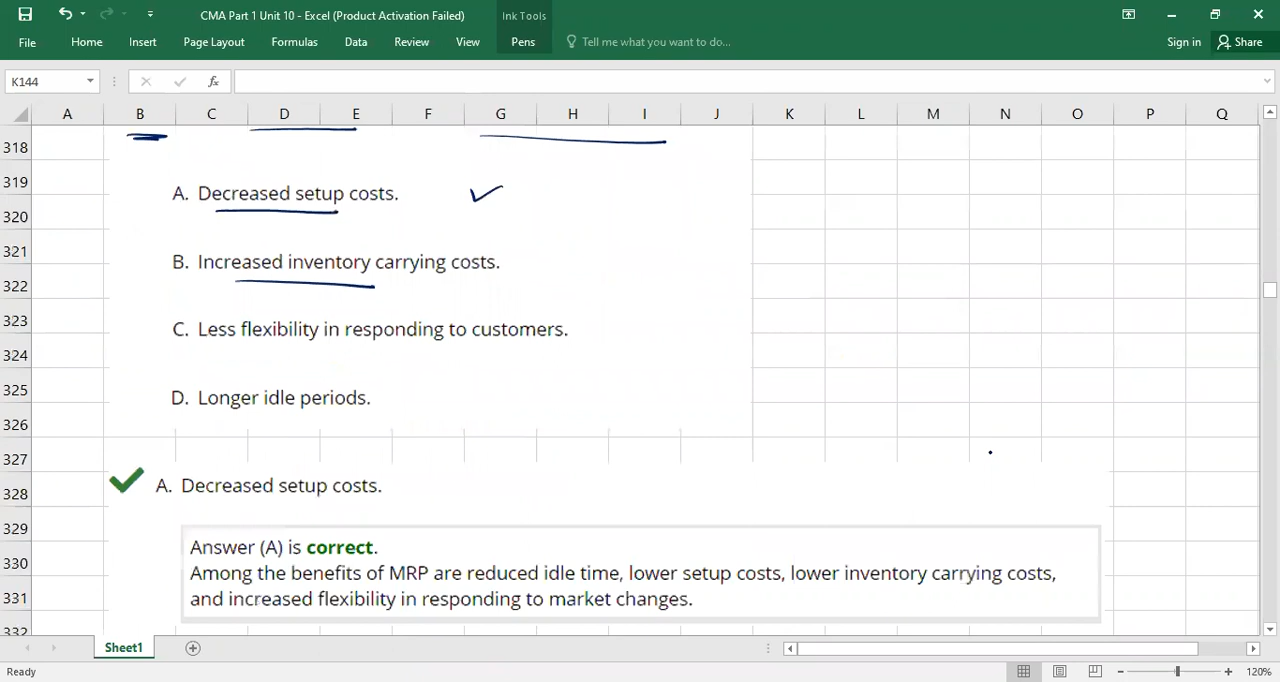 CMA Part 1 Unit 10 - Excel (Product Activation Failed)
Ink Tools
File Home Insert Page Layout Formulas Data Review View Pens Tell me what you want to do... Sign in Share
K144 fx
A B C D E F G H I J K L M N O P Q
318
319
A. Decreased setup costs.
320
321
B. Increased inventory carrying costs.
322
323
C. Less flexibility in responding to customers.
324
325
D. Longer idle periods.
326
327
328
A. Decreased setup costs.
329
Answer (A) is correct.
330
Among the benefits of MRP are reduced idle time, lower setup costs, lower inventory carrying costs,
331
and increased flexibility in responding to market changes.
332
Sheet1
Ready
120%